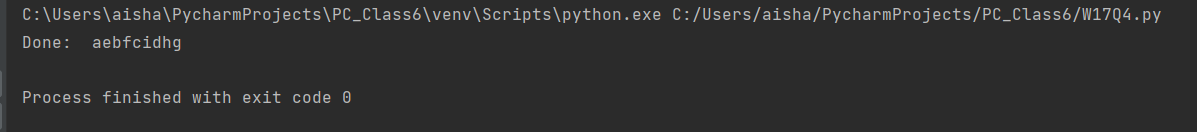 C:\Users\aisha\PycharmProjects\PC_Class6\venv\Scripts\python.exe C:/Users/aisha/PycharmProjects/PC_Class6/W17Q4.py
Done:  aebfcidhg
Process finished with exit code 0